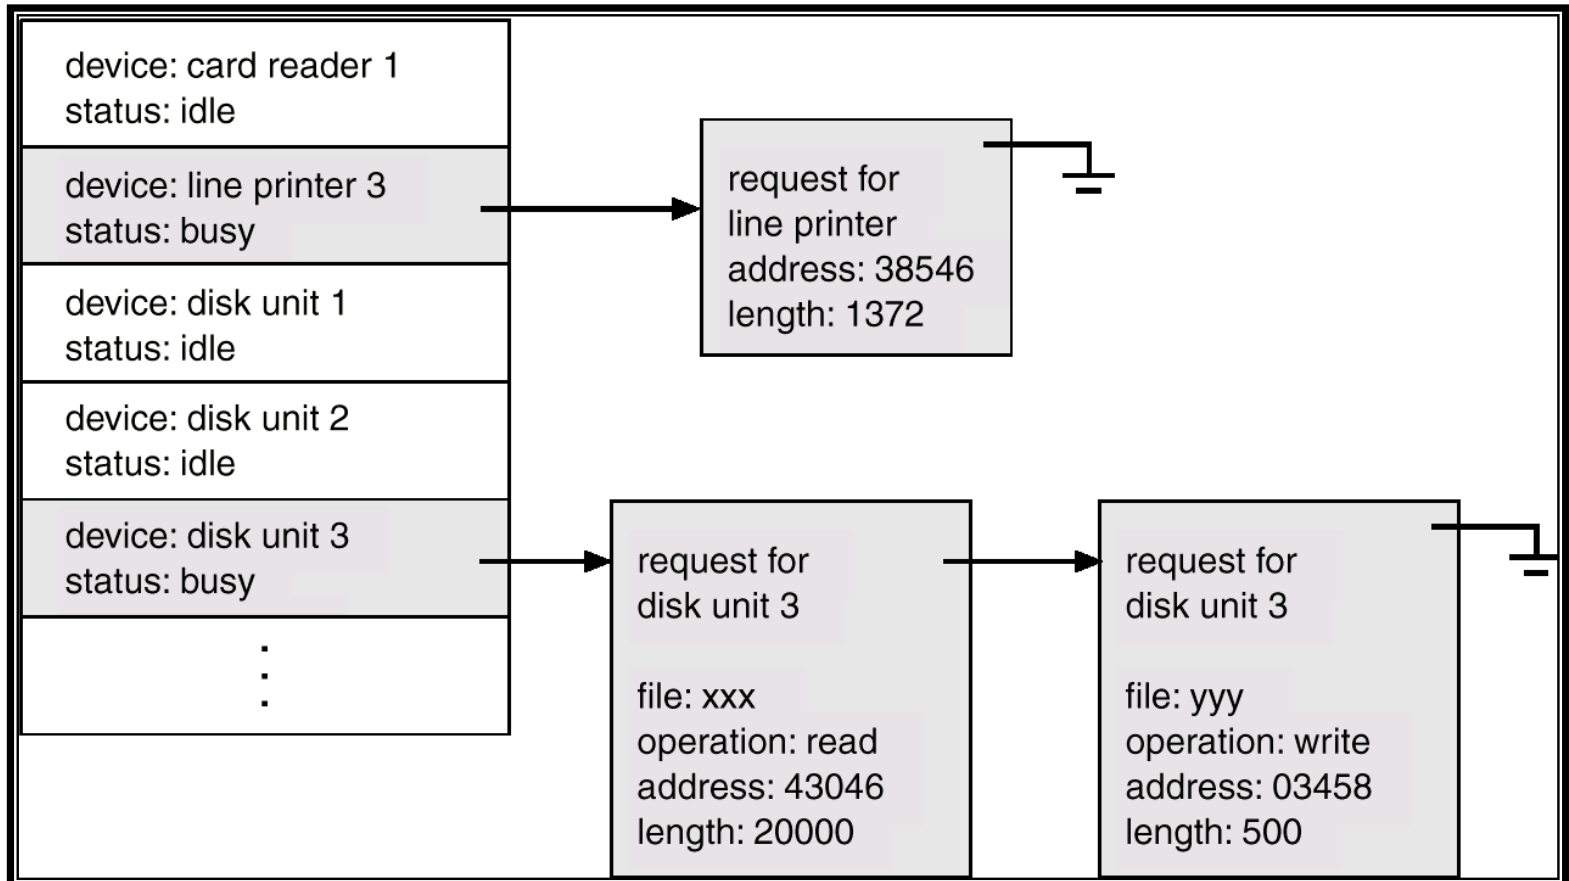 device: card reader 1
status: idle
device: line printer 3
status: busy
device: disk unit 1
status: idle
device: disk unit 2
status: idle
device: disk unit 3
status: busy
request for
line printer
address: 38546
length: 1372
request for
disk unit 3
file: xxx
operation: read
address: 43046
length: 20000
request for
disk unit 3
file: yyy
operation: write
address: 03458
length: 500